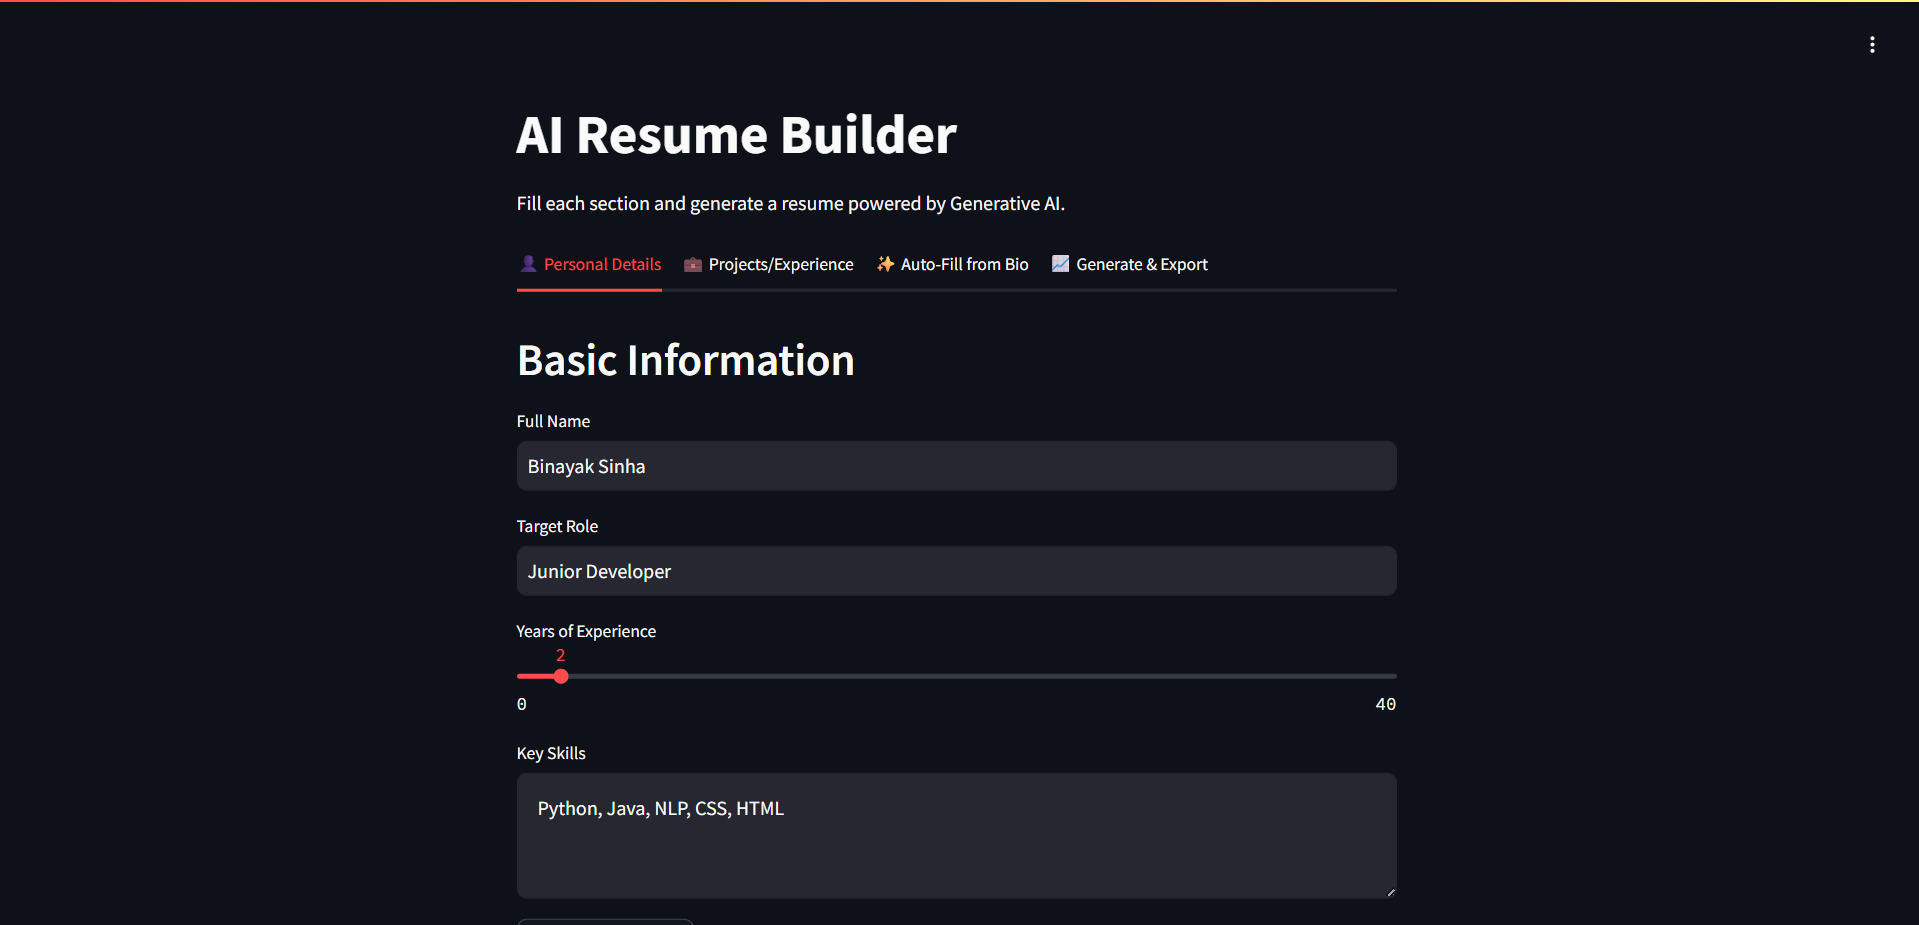 AI Resume Builder
Fill each section and generate a resume powered by Generative AI.
Personal Details Projects/Experience Auto-Fill from Bio Generate & Export
Basic Information
Full Name
Binayak Sinha
Target Role
Junior Developer
Years of Experience
2
0 40
Key Skills
Python, Java, NLP, CSS, HTML